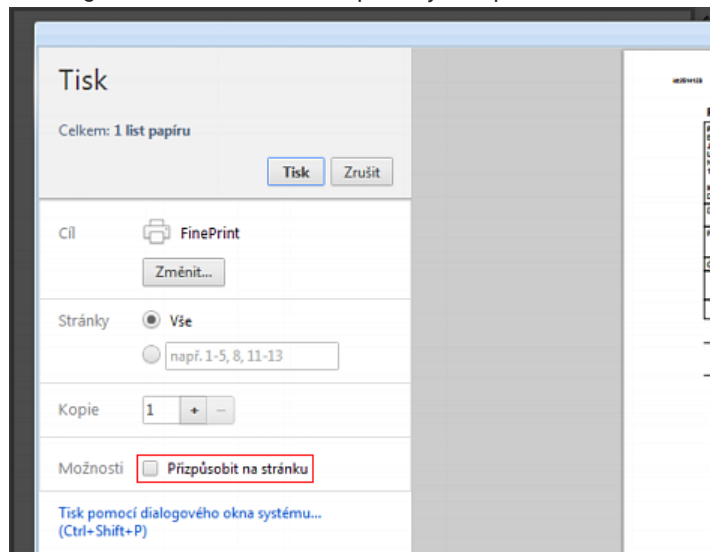 Tisk
Celkem: 1 list papíru
Tisk Zrušit
Cíl FinePrint
Změnit...
Stránky Vše
např. 1-5, 8, 11-13
Kopie 1 + –
Možnosti Přizpůsobit na stránku
Tisk pomocí dialogového okna systému...
(Ctrl+Shift+P)